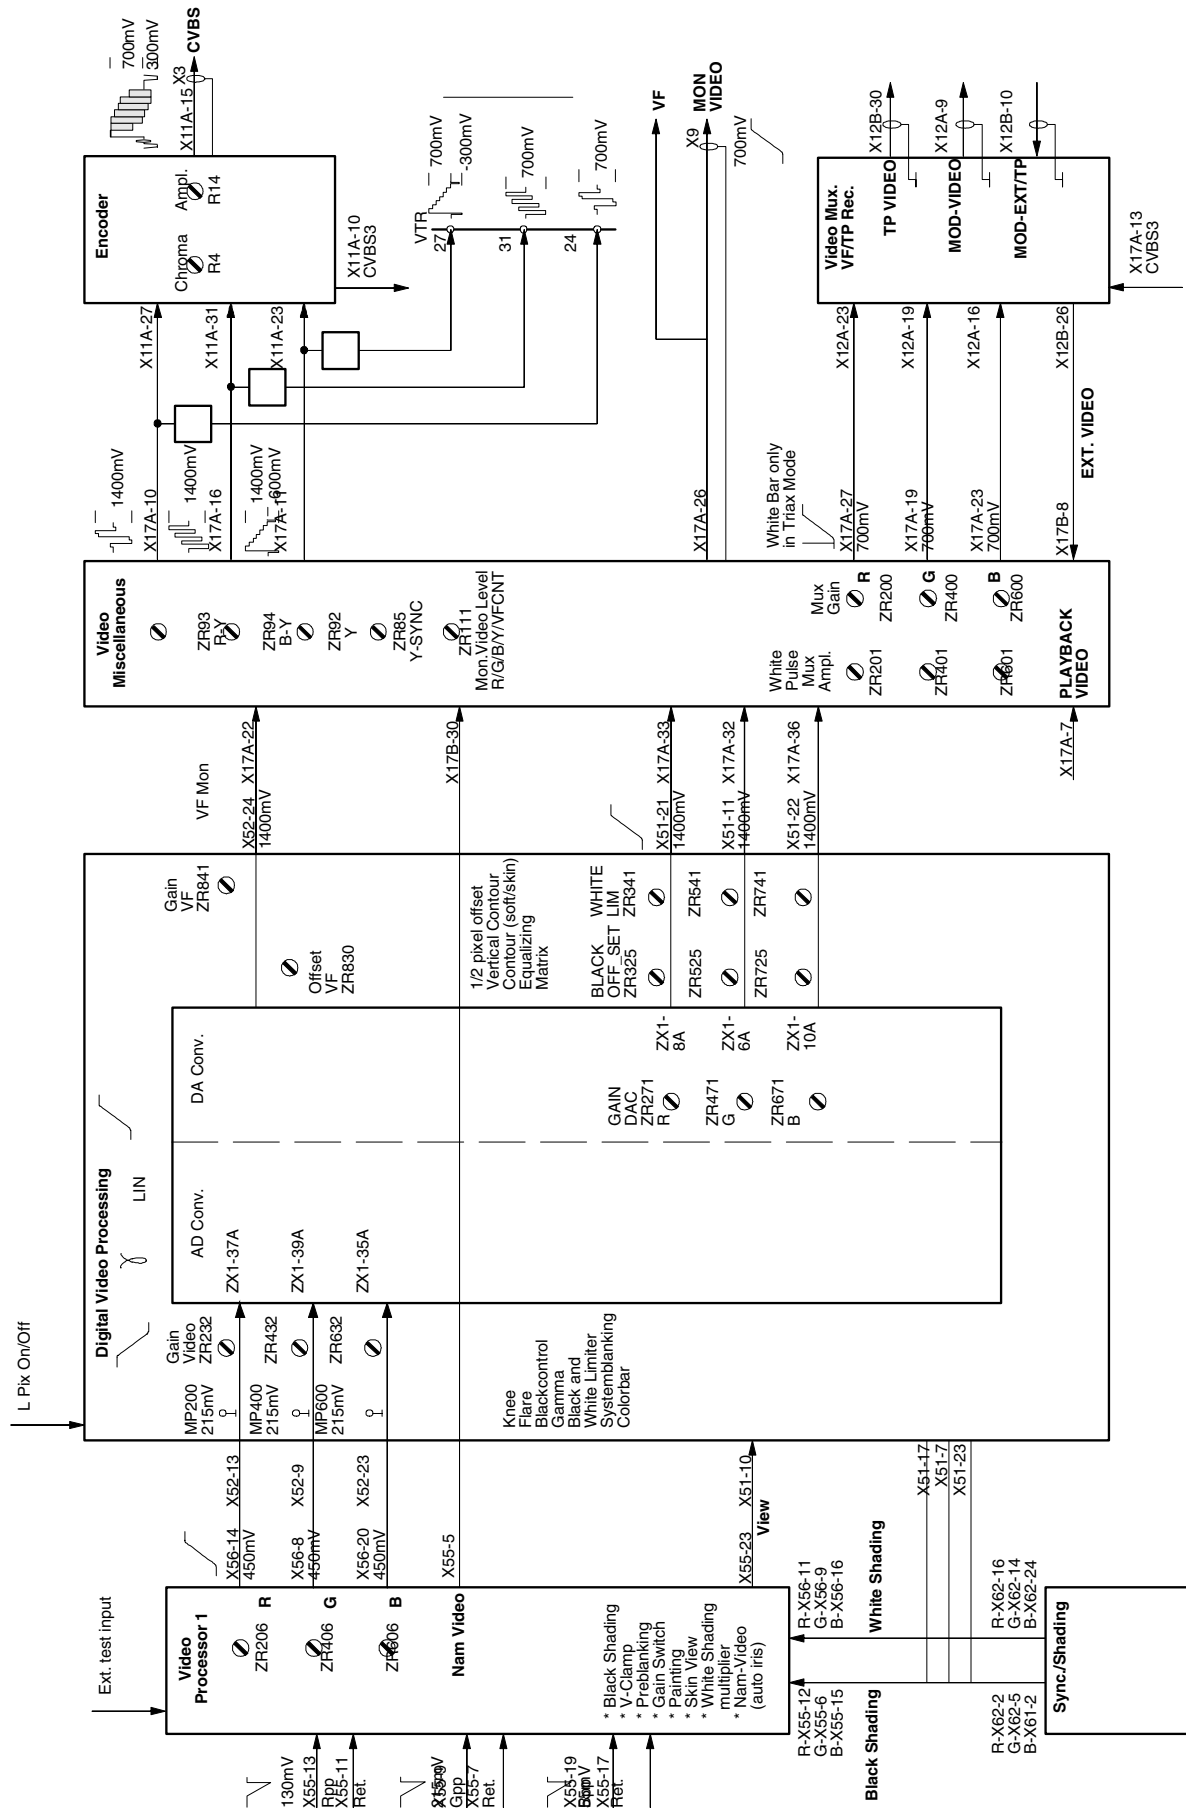 L Pix On/Off
Ext. test input
Video
Processor 1
R
ZR206
G
ZR406
B
ZR606
Nam Video
* Black Shading
* V-Clamp
* Preblanking
* Gain Switch
* Painting
* Skin View
* White Shading
multiplier
* Nam-Video
(auto iris)
130mV
X55-13
Rpp
X55-11
Ret.
X55-9
Gpp
X55-7
Ret.
X55-19
X55-17
Ret.
X56-14
450mV
X56-8
450mV
X56-20
450mV
X55-5
X55-23
View
X51-10
X52-13
X52-9
X52-23
R-X55-12
G-X55-6
B-X55-15
Black Shading
R-X56-11
G-X56-9
B-X56-16
White Shading
R-X62-2
G-X62-5
B-X61-2
R-X62-16
G-X62-14
B-X62-24
Sync./Shading
X51-17
X51-7
X51-23
Digital Video Processing
LIN
MP200
215mV
MP400
215mV
MP600
215mV
Gain
Video
ZR232
ZR432
ZR632
Knee
Flare
Blackcontrol
Gamma
Black and
White Limiter
Systemblanking
Colorbar
AD Conv.
ZX1-37A
ZX1-39A
ZX1-35A
DA Conv.
GAIN
DAC
ZR271
R
ZR471
G
ZR671
B
ZX1-
8A
ZX1-
6A
ZX1-
10A
Offset
VF
ZR830
Gain
VF
ZR841
1/2 pixel offset
Vertical Contour
Contour (soft/skin)
Equalizing
Matrix
BLACK
OFF_SET
ZR325
ZR525
ZR725
WHITE
LIM
ZR341
ZR541
ZR741
VF Mon
X52-24
1400mV
X17A-22
X17B-30
X51-21
1400mV
X17A-33
X51-11
1400mV
X17A-32
X51-22
1400mV
X17A-36
X17A-7
Video
Miscellaneous
ZR93
R-Y
ZR94
B-Y
ZR92
Y
ZR85
Y-SYNC
ZR111
Mon.Video Level
R/G/B/Y/VFCNT
White
Pulse
Mux
Ampl.
ZR201
ZR401
ZR601
Mux
Gain
R
ZR200
G
ZR400
B
ZR600
PLAYBACK
VIDEO
1400mV
X17A-10
1400mV
X17A-16
1400mV
-600mV
X17A-11
X17A-26
White Bar only
in Triax Mode
X17A-27
700mV
X17A-19
700mV
X17A-23
700mV
X17B-8
EXT. VIDEO
X11A-27
X11A-31
X11A-23
X12A-23
X12A-19
X12A-16
X12B-26
Encoder
Chroma
R4
Ampl.
R14
700mV
300mV
X11A-15
X3
CVBS
X11A-10
CVBS3
VTR
27
31
24
700mV
-300mV
700mV
700mV
VF
X9
MON
VIDEO
700mV
Video Mux.
VF/TP Rec.
TP VIDEO
MOD-VIDEO
MOD-EXT/TP
X12B-30
X12A-9
X12B-10
X17A-13
CVBS3